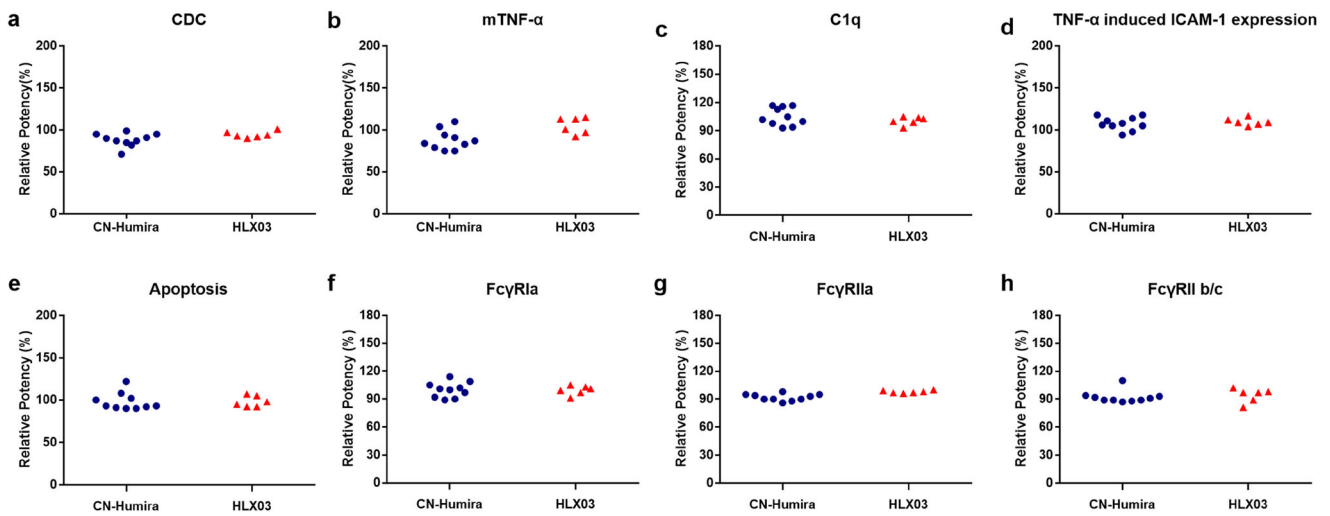 a
CDC
Relative Potency(%)
200
150
100
50
0
CN-Humira
HLX03
b
mTNF-α
Relative Potency (%)
200
150
100
50
0
CN-Humira
HLX03
c
C1q
Relative Potency (%)
180
150
120
90
60
30
0
CN-Humira
HLX03
d
TNF-α induced ICAM-1 expression
Relative Potency (%)
200
150
100
50
0
CN-Humira
HLX03
e
Apoptosis
Relative Potency (%)
200
150
100
50
0
CN-Humira
HLX03
f
FcγRIa
Relative Potency (%)
180
150
120
90
60
30
0
CN-Humira
HLX03
g
FcγRIIa
Relative Potency (%)
180
150
120
90
60
30
0
CN-Humira
HLX03
h
FcγRII b/c
Relative Potency (%)
180
150
120
90
60
30
0
CN-Humira
HLX03